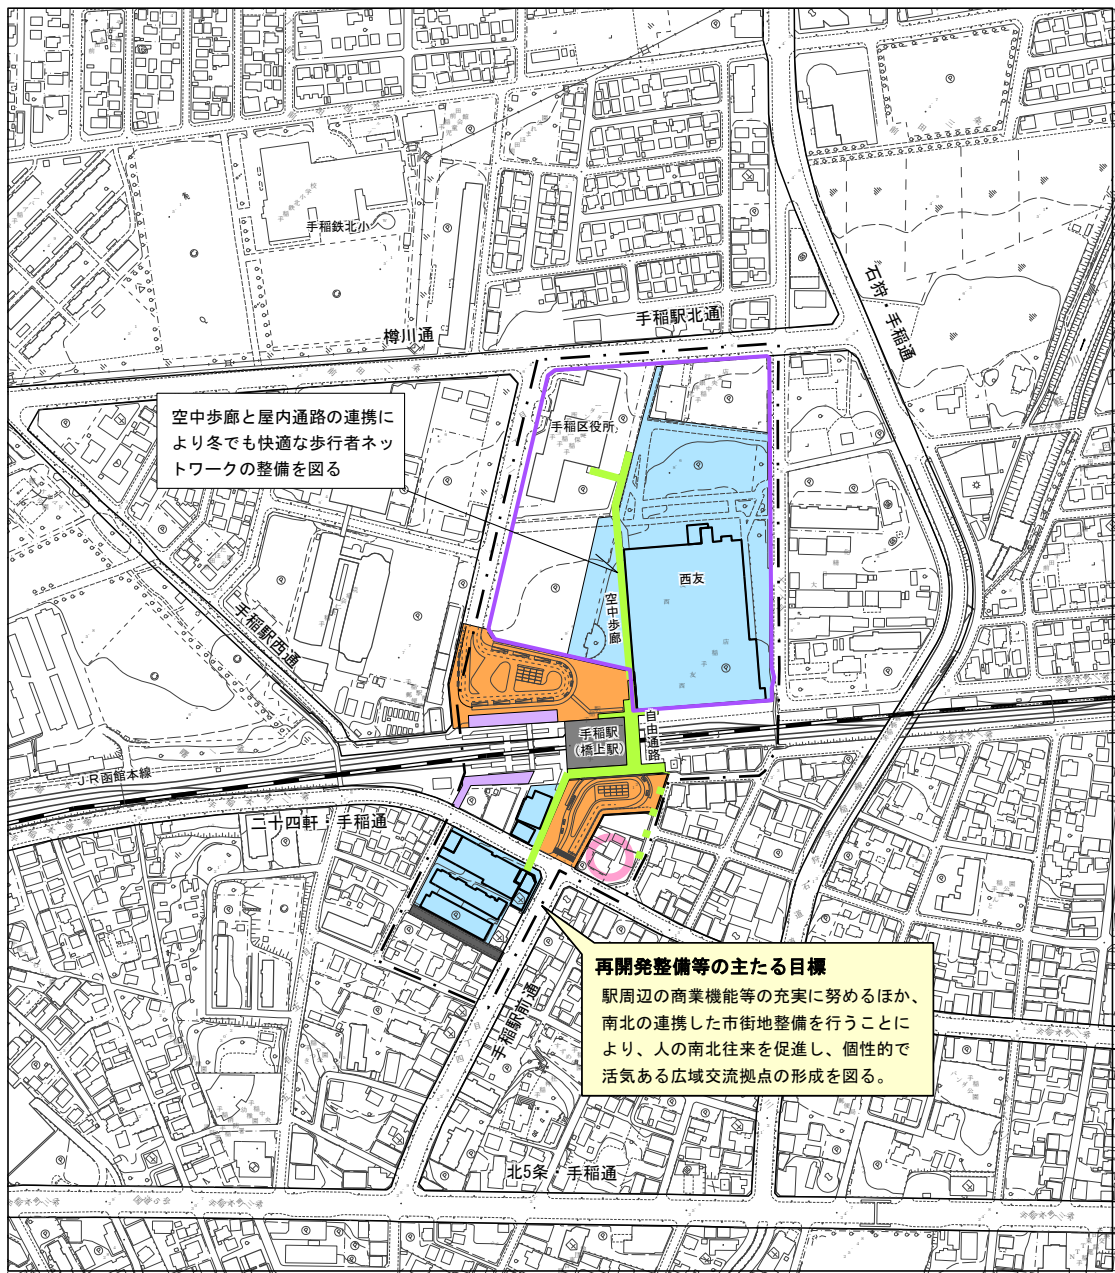 手稲鉄北小
石狩・手稲通
手稲駅北通
樽川通
空中歩廊と屋内通路の連携に
より冬でも快適な歩行者ネッ
トワークの整備を図る
手稲区役所
西友
空中歩廊
手稲駅西通
自由通路
手稲駅
(橋上駅)
JR函館本線
二十四軒・手稲通
再開発整備等の主たる目標
駅周辺の商業機能等の充実に努めるほか、
南北の連携した市街地整備を行うことに
より、人の南北往来を促進し、個性的で
活気ある広域交流拠点の形成を図る。
手稲駅前通
北5条・手稲通